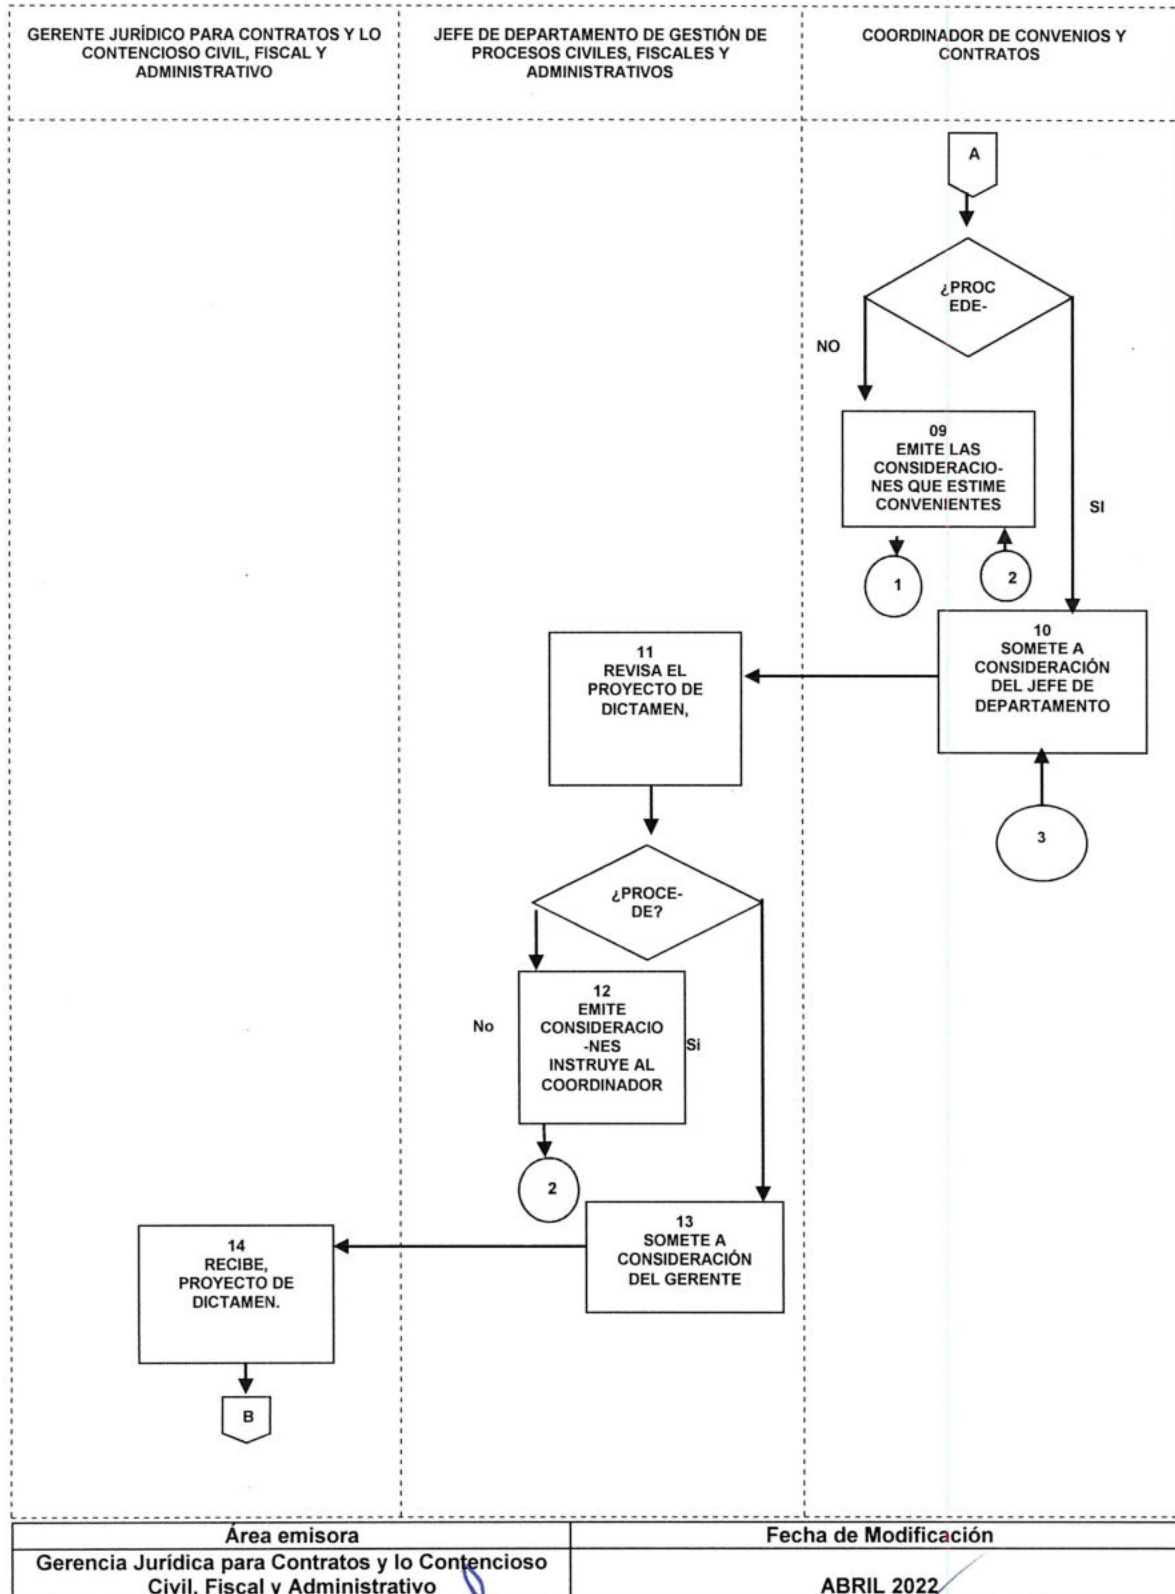 GERENTE JURÍDICO PARA CONTRATOS Y LO
CONTENCIOSO CIVIL, FISCAL Y
ADMINISTRATIVO
JEFE DE DEPARTAMENTO DE GESTIÓN DE
PROCESOS CIVILES, FISCALES Y
ADMINISTRATIVOS
COORDINADOR DE CONVENIOS Y
CONTRATOS
A
¿PROC
EDE-
NO
09
EMITE LAS
CONSIDERACIO-
NES QUE ESTIME
CONVENIENTES
SI
1
2
10
SOMETE A
CONSIDERACIÓN
DEL JEFE DE
DEPARTAMENTO
11
REVISA EL
PROYECTO DE
DICTAMEN,
3
¿PROCE-
DE?
No
12
EMITE
CONSIDERACIO
-NES
INSTRUYE AL
COORDINADOR
Si
2
13
SOMETE A
CONSIDERACIÓN
DEL GERENTE
14
RECIBE,
PROYECTO DE
DICTAMEN.
B
Área emisora
Fecha de Modificación
Gerencia Jurídica para Contratos y lo Contencioso
Civil, Fiscal y Administrativo
ABRIL 2022